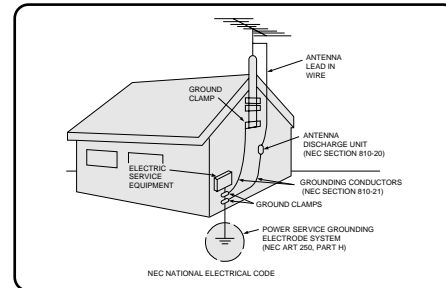 ANTENNA
LEAD IN
WIRE
GROUND
CLAMP
ANTENNA
DISCHARGE UNIT
(NEC SECTION 810-20)
ELECTRIC
SERVICE
EQUIPMENT
GROUNDING CONDUCTORS
(NEC SECTION 810-21)
GROUND CLAMPS
POWER SERVICE GROUNDING
ELECTRODE SYSTEM
(NEC ART 250, PART H)
NEC NATIONAL ELECTRICAL CODE